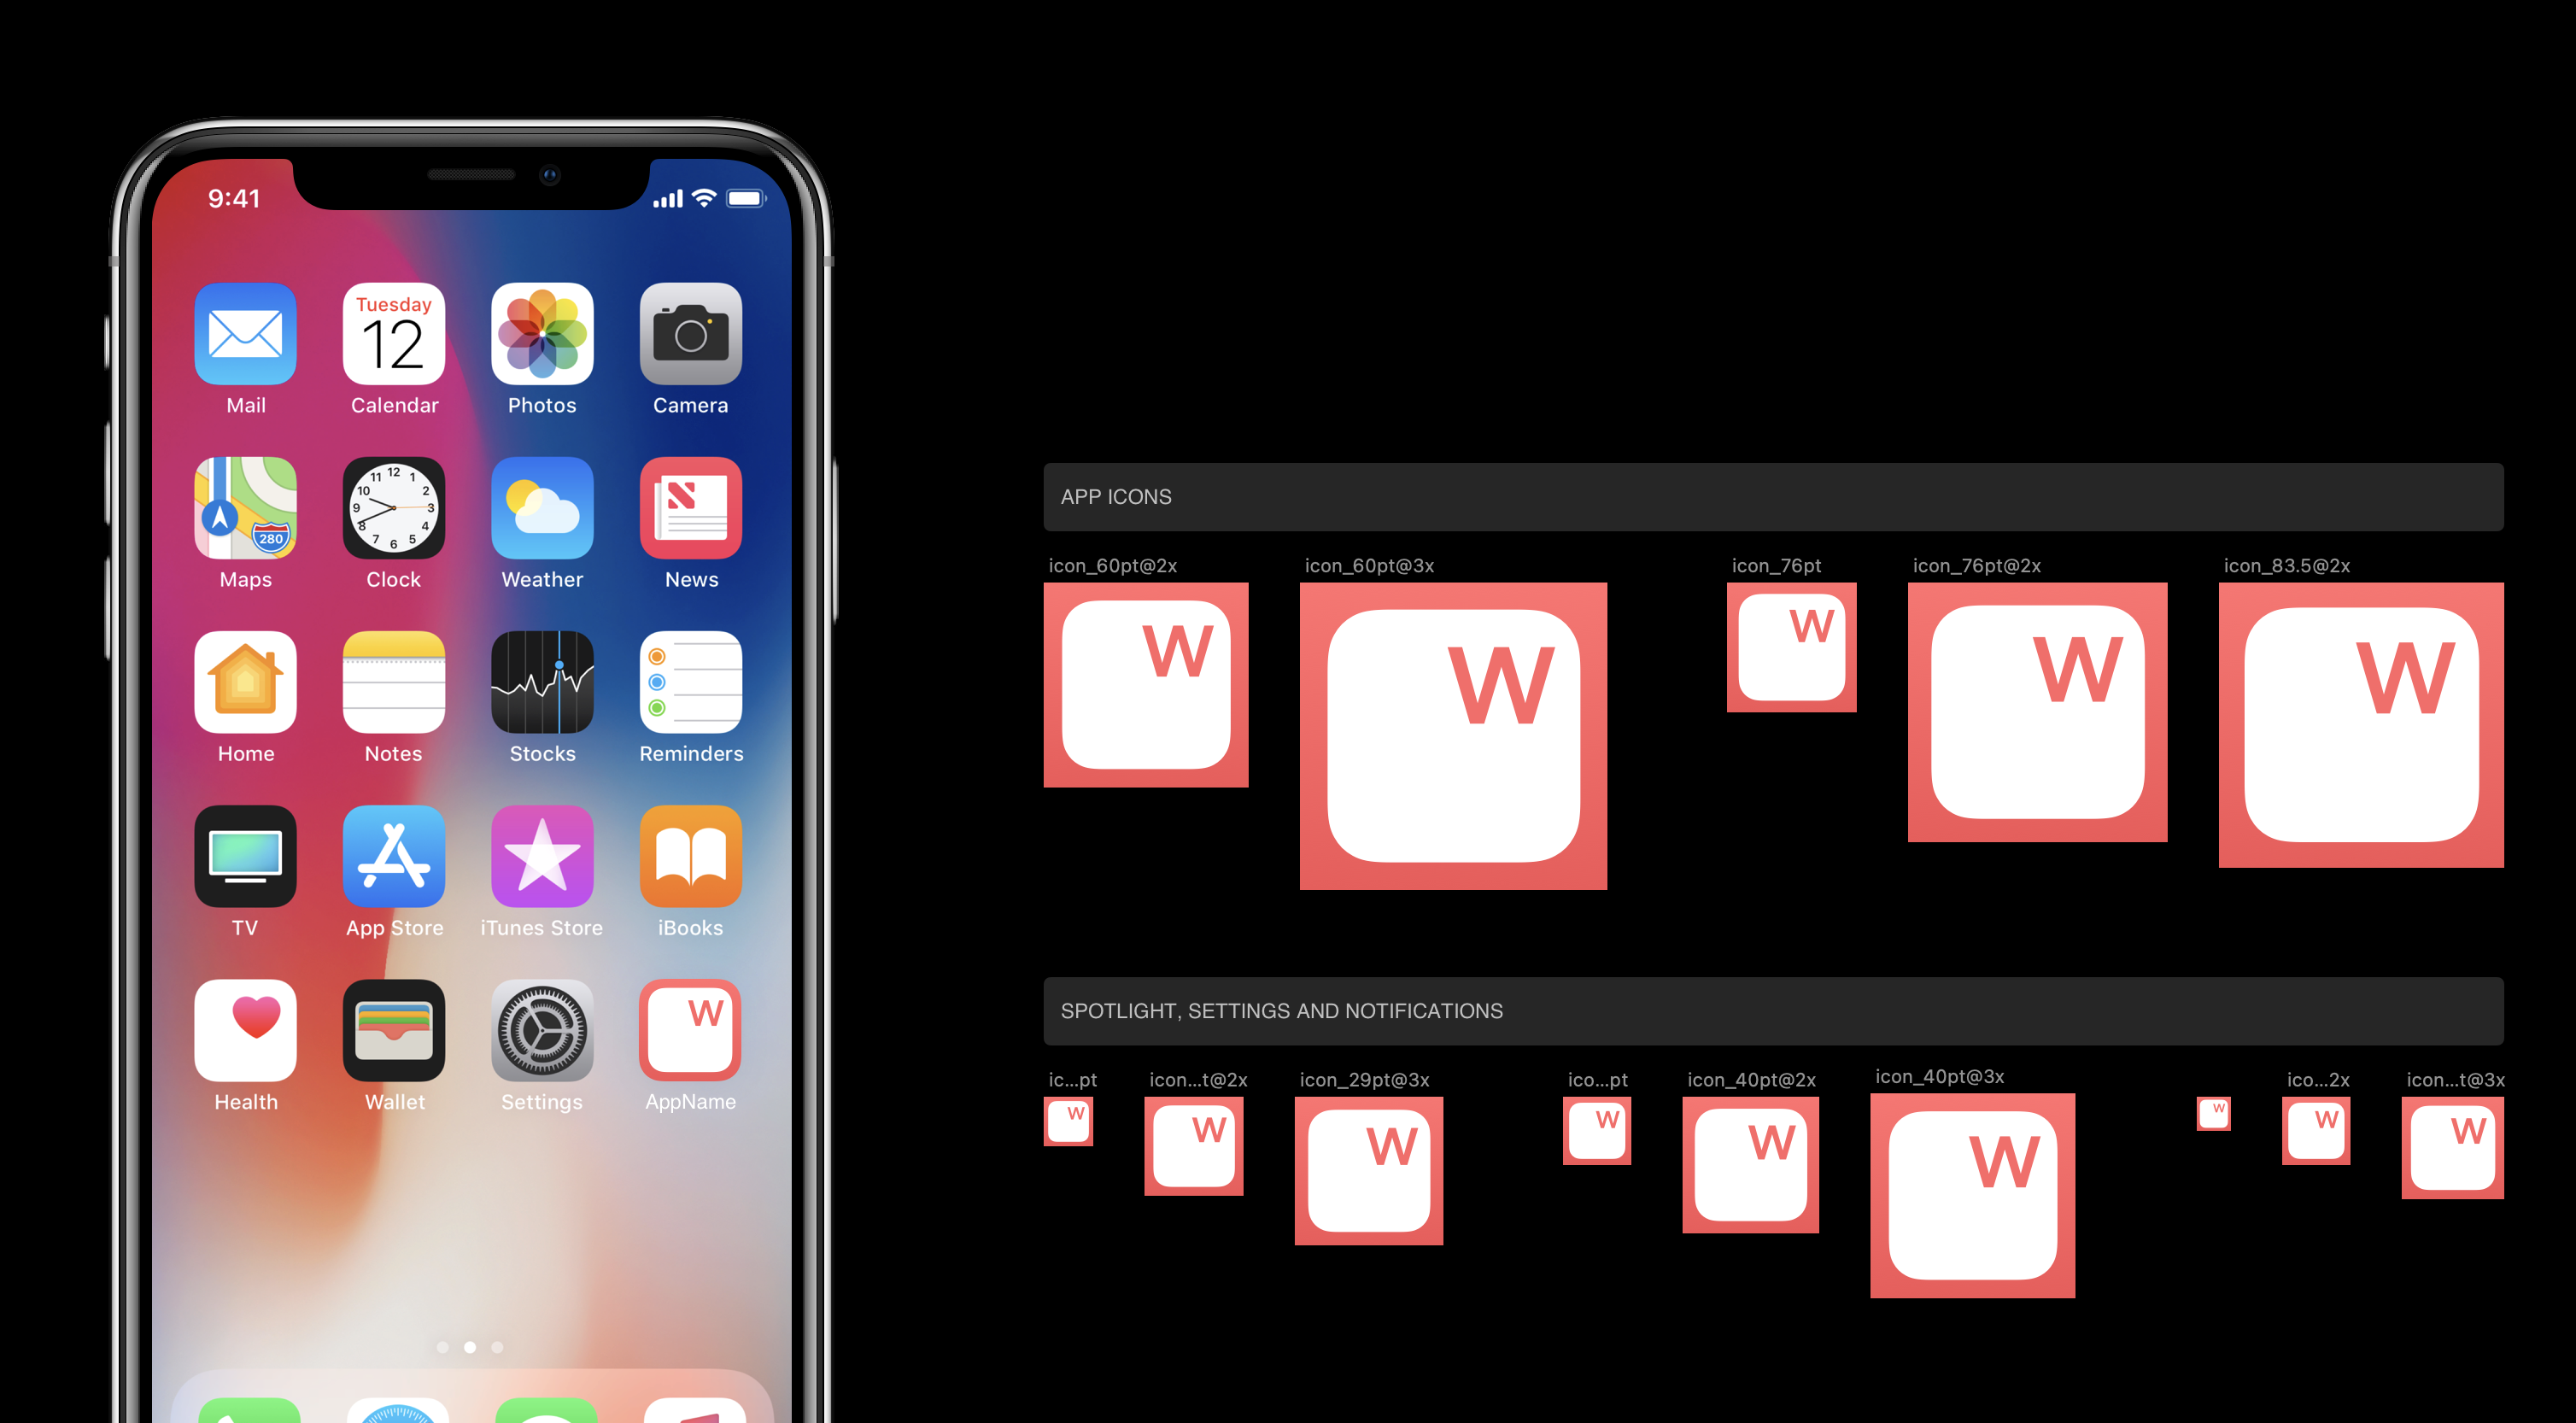 9:41
Tuesday
12
Mail
Calendar
Photos
Camera
12
11
1
10
2
9
3
8
4
7
5
6
280
Maps
Clock
Weather
News
Home
Notes
Stocks
Reminders
TV
App Store
iTunes Store
iBooks
W
Health
Wallet
Settings
AppName
APP ICONS
icon_60pt@2x
icon_60pt@3x
icon_76pt
icon_76pt@2x
icon_83.5@2x
W
W
W
W
W
SPOTLIGHT, SETTINGS AND NOTIFICATIONS
ic...pt
icon...t@2x
icon_29pt@3x
ico...pt
icon_40pt@2x
icon_40pt@3x
ico...2x
icon...t@3x
W
W
W
W
W
W
W
W
W